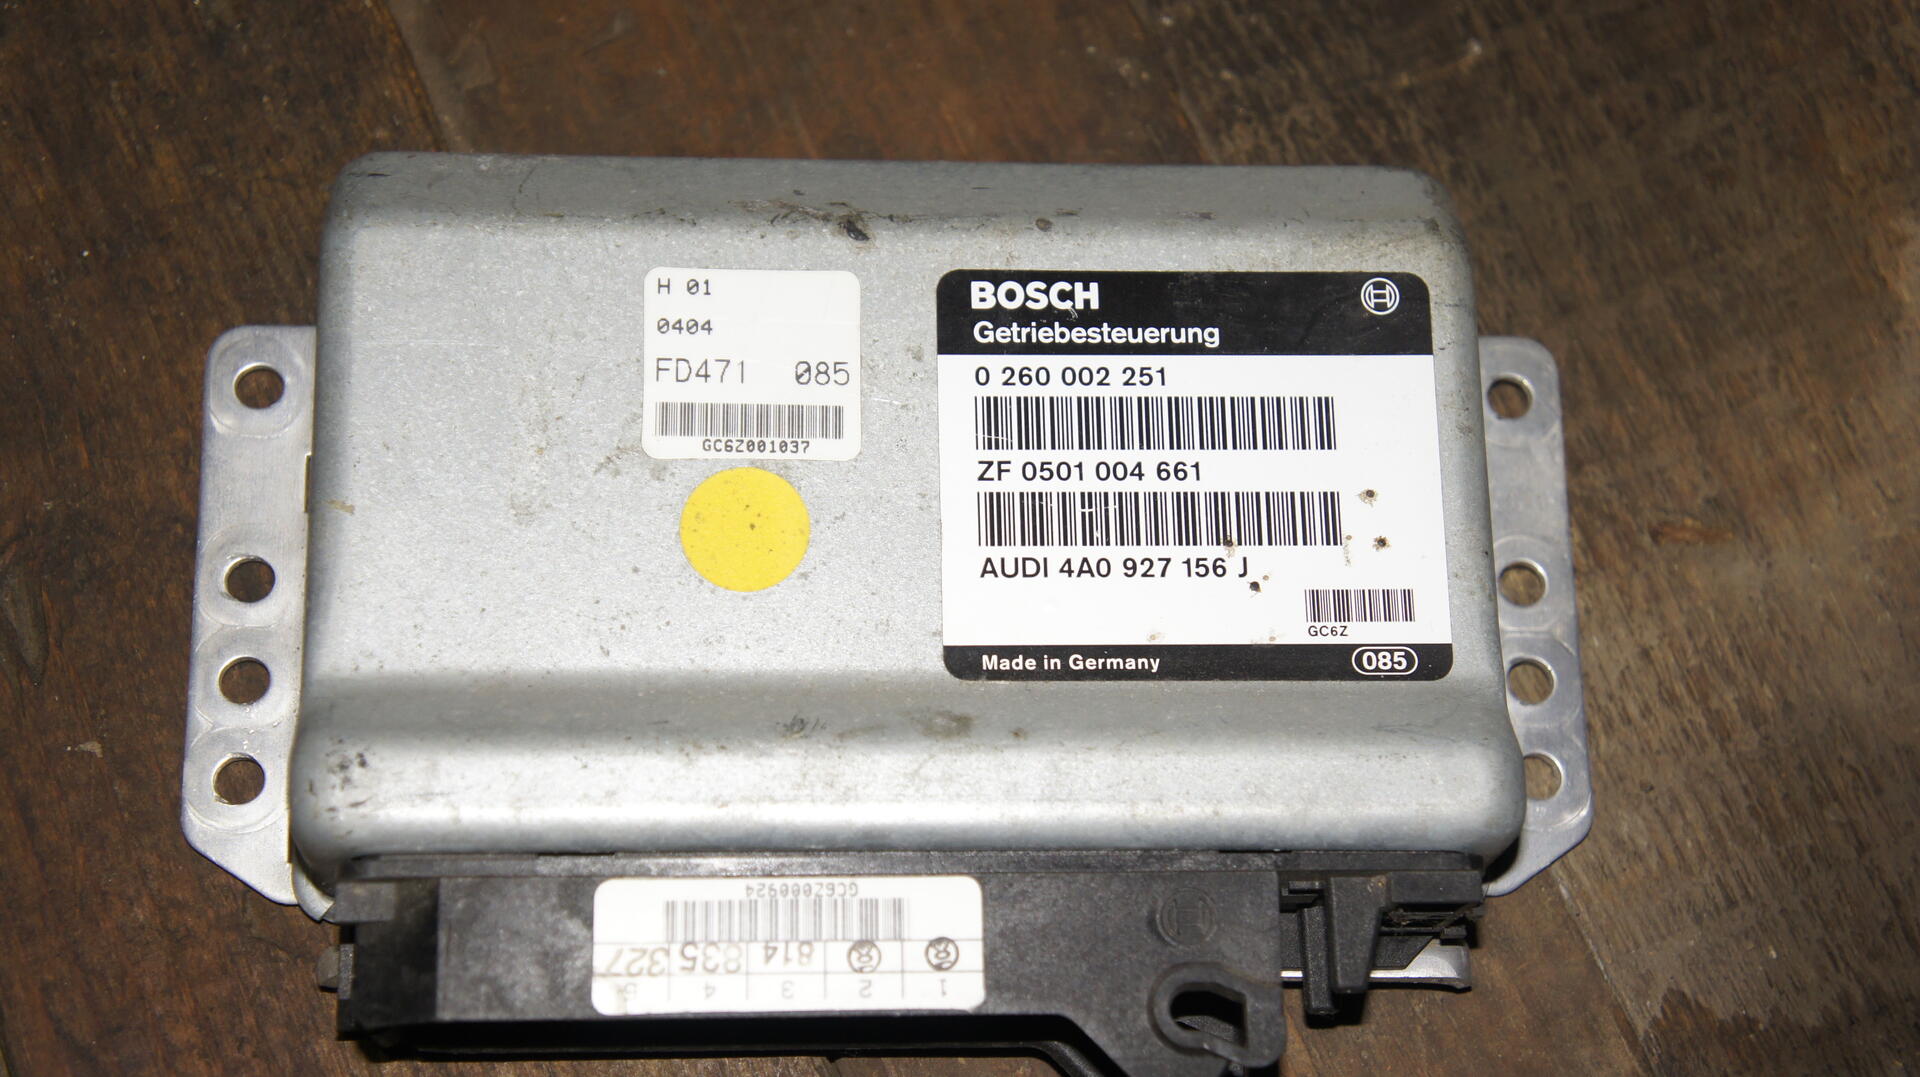 H 01
0404
FD471 085
GC6Z001037
BOSCH
Getriebesteuerung
0 260 002 251
ZF 0501 004 661
AUDI 4A0 927 156 J
GC6Z
Made in Germany
085
GC6Z000924
814 835 327
1 2 3 4 5